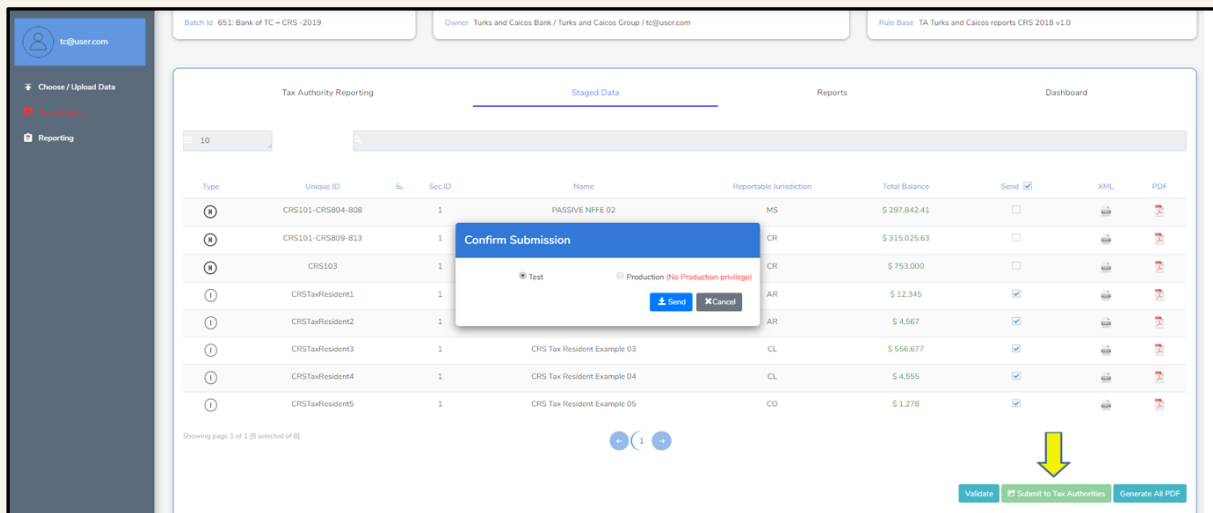 Batch Id 651: Bank of TC – CRS -2019
Owner Turks and Caicos Bank / Turks and Caicos Group / tc@user.com
Rule Base TA Turks and Caicos reports CRS 2018 v1.0
tc@user.com
Choose / Upload Data
Reporting
Tax Authority Reporting Staged Data Reports Dashboard
10
Type Unique ID Sec.ID Name Reportable Jurisdiction Total Balance Send XML PDF
CRS101-CRS804-808 1 PASSIVE NFFE 02 MS $ 297,842.41
CRS101-CRS809-813 1 CR $ 315,025.63
CRS103 1 CR $ 753,000
I CRSTaxResident1 1 AR $ 12,345
I CRSTaxResident2 1 AR $ 4,567
I CRSTaxResident3 1 CRS Tax Resident Example 03 CL $ 556,677
I CRSTaxResident4 1 CRS Tax Resident Example 04 CL $ 4,555
I CRSTaxResident5 1 CRS Tax Resident Example 05 CO $ 1,278
Confirm Submission
Test Production (No Production privilege)
Send Cancel
Showing page 1 of 1 [8 selected of 8]
1
Validate Submit to Tax Authorities Generate All PDF